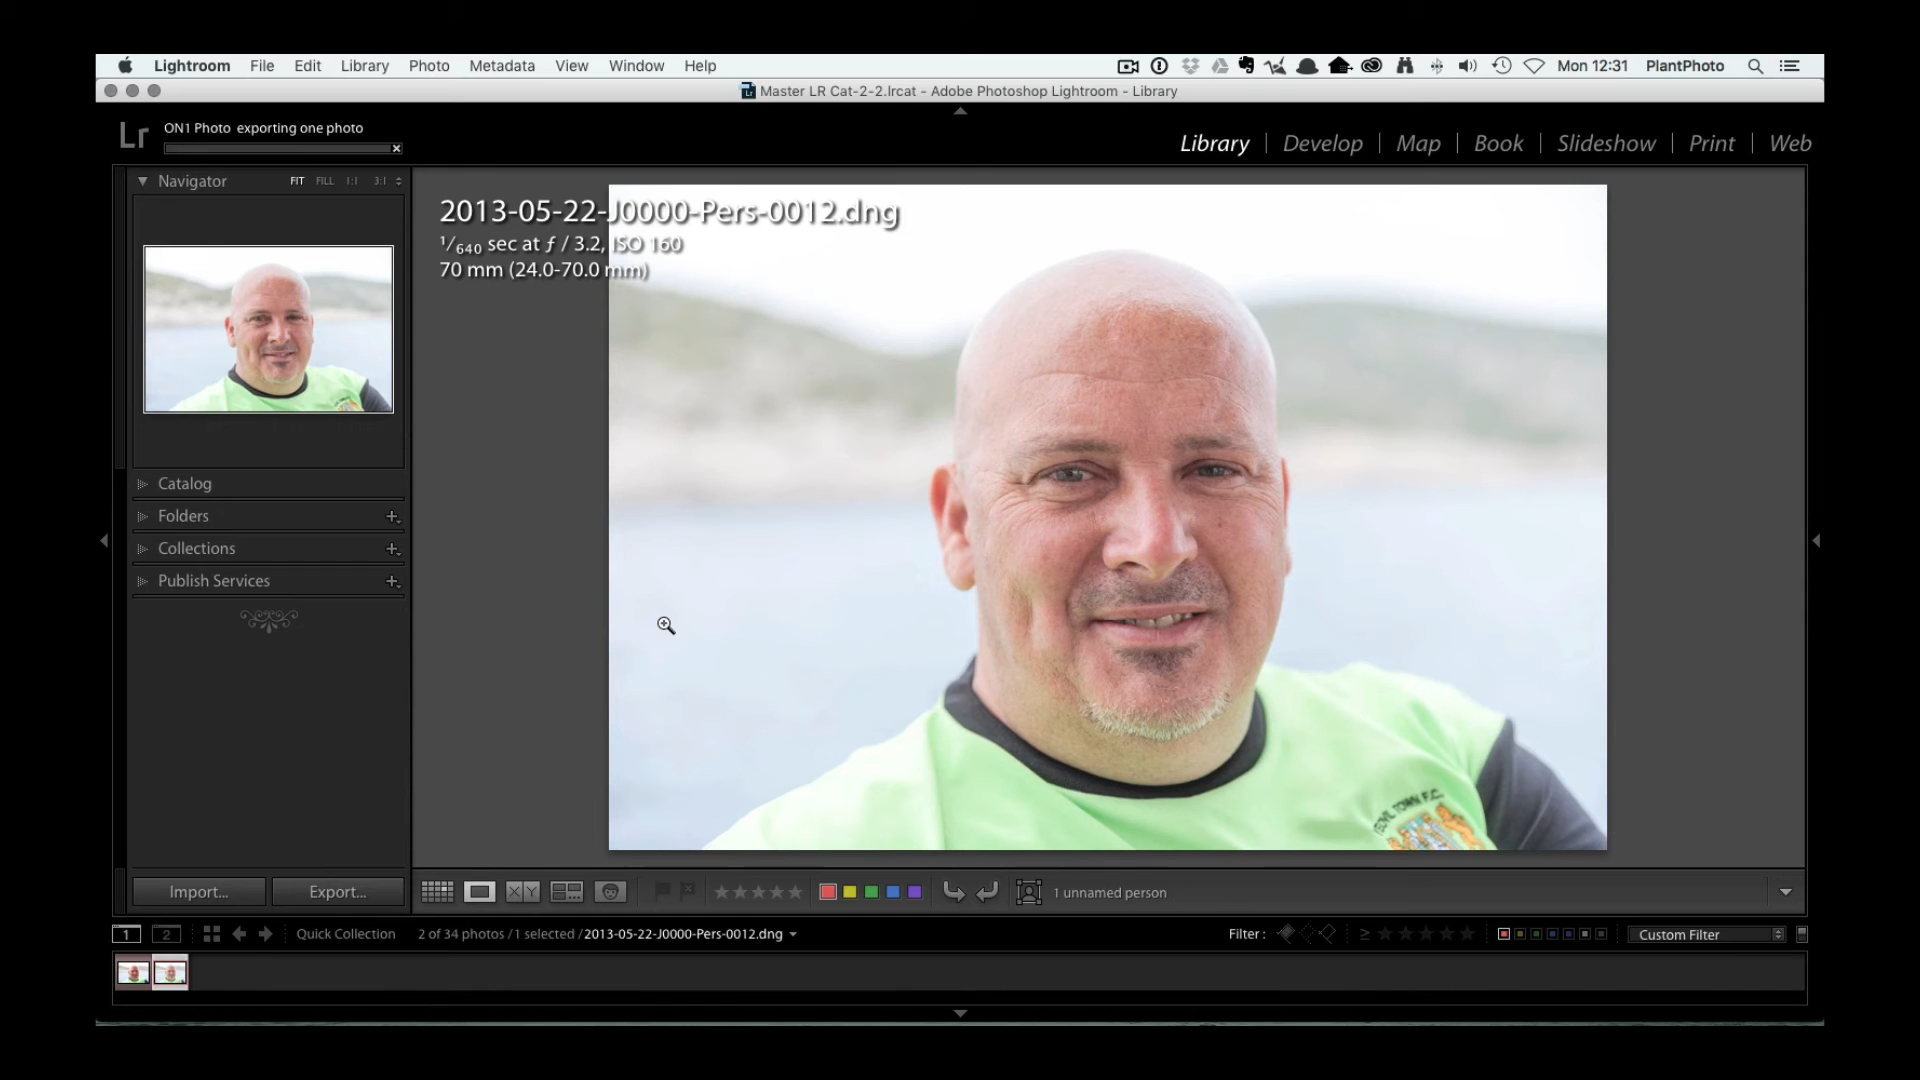 Lightroom File Edit Library Photo Metadata View Window Help Mon 12:31 PlantPhoto
Master LR Cat-2-2.lrcat - Adobe Photoshop Lightroom - Library
Lr ON1 Photo exporting one photo
Library | Develop | Map | Book | Slideshow | Print | Web
Navigator FIT FILL 1:1 3:1
2013-05-22-J0000-Pers-0012.dng
1/640 sec at ƒ / 3.2, ISO 160
70 mm (24.0-70.0 mm)
Catalog
Folders
Collections
Publish Services
YEOVIL TOWN F.C.
Import... Export... XY 1 unnamed person
1 2 Quick Collection 2 of 34 photos / 1 selected / 2013-05-22-J0000-Pers-0012.dng Filter : ≥ Custom Filter